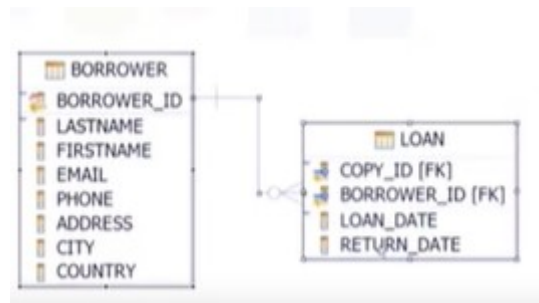 BORROWER
BORROWER_ID
LASTNAME
FIRSTNAME
EMAIL
PHONE
ADDRESS
CITY
COUNTRY
LOAN
COPY_ID [FK]
BORROWER_ID [FK]
LOAN_DATE
RETURN_DATE